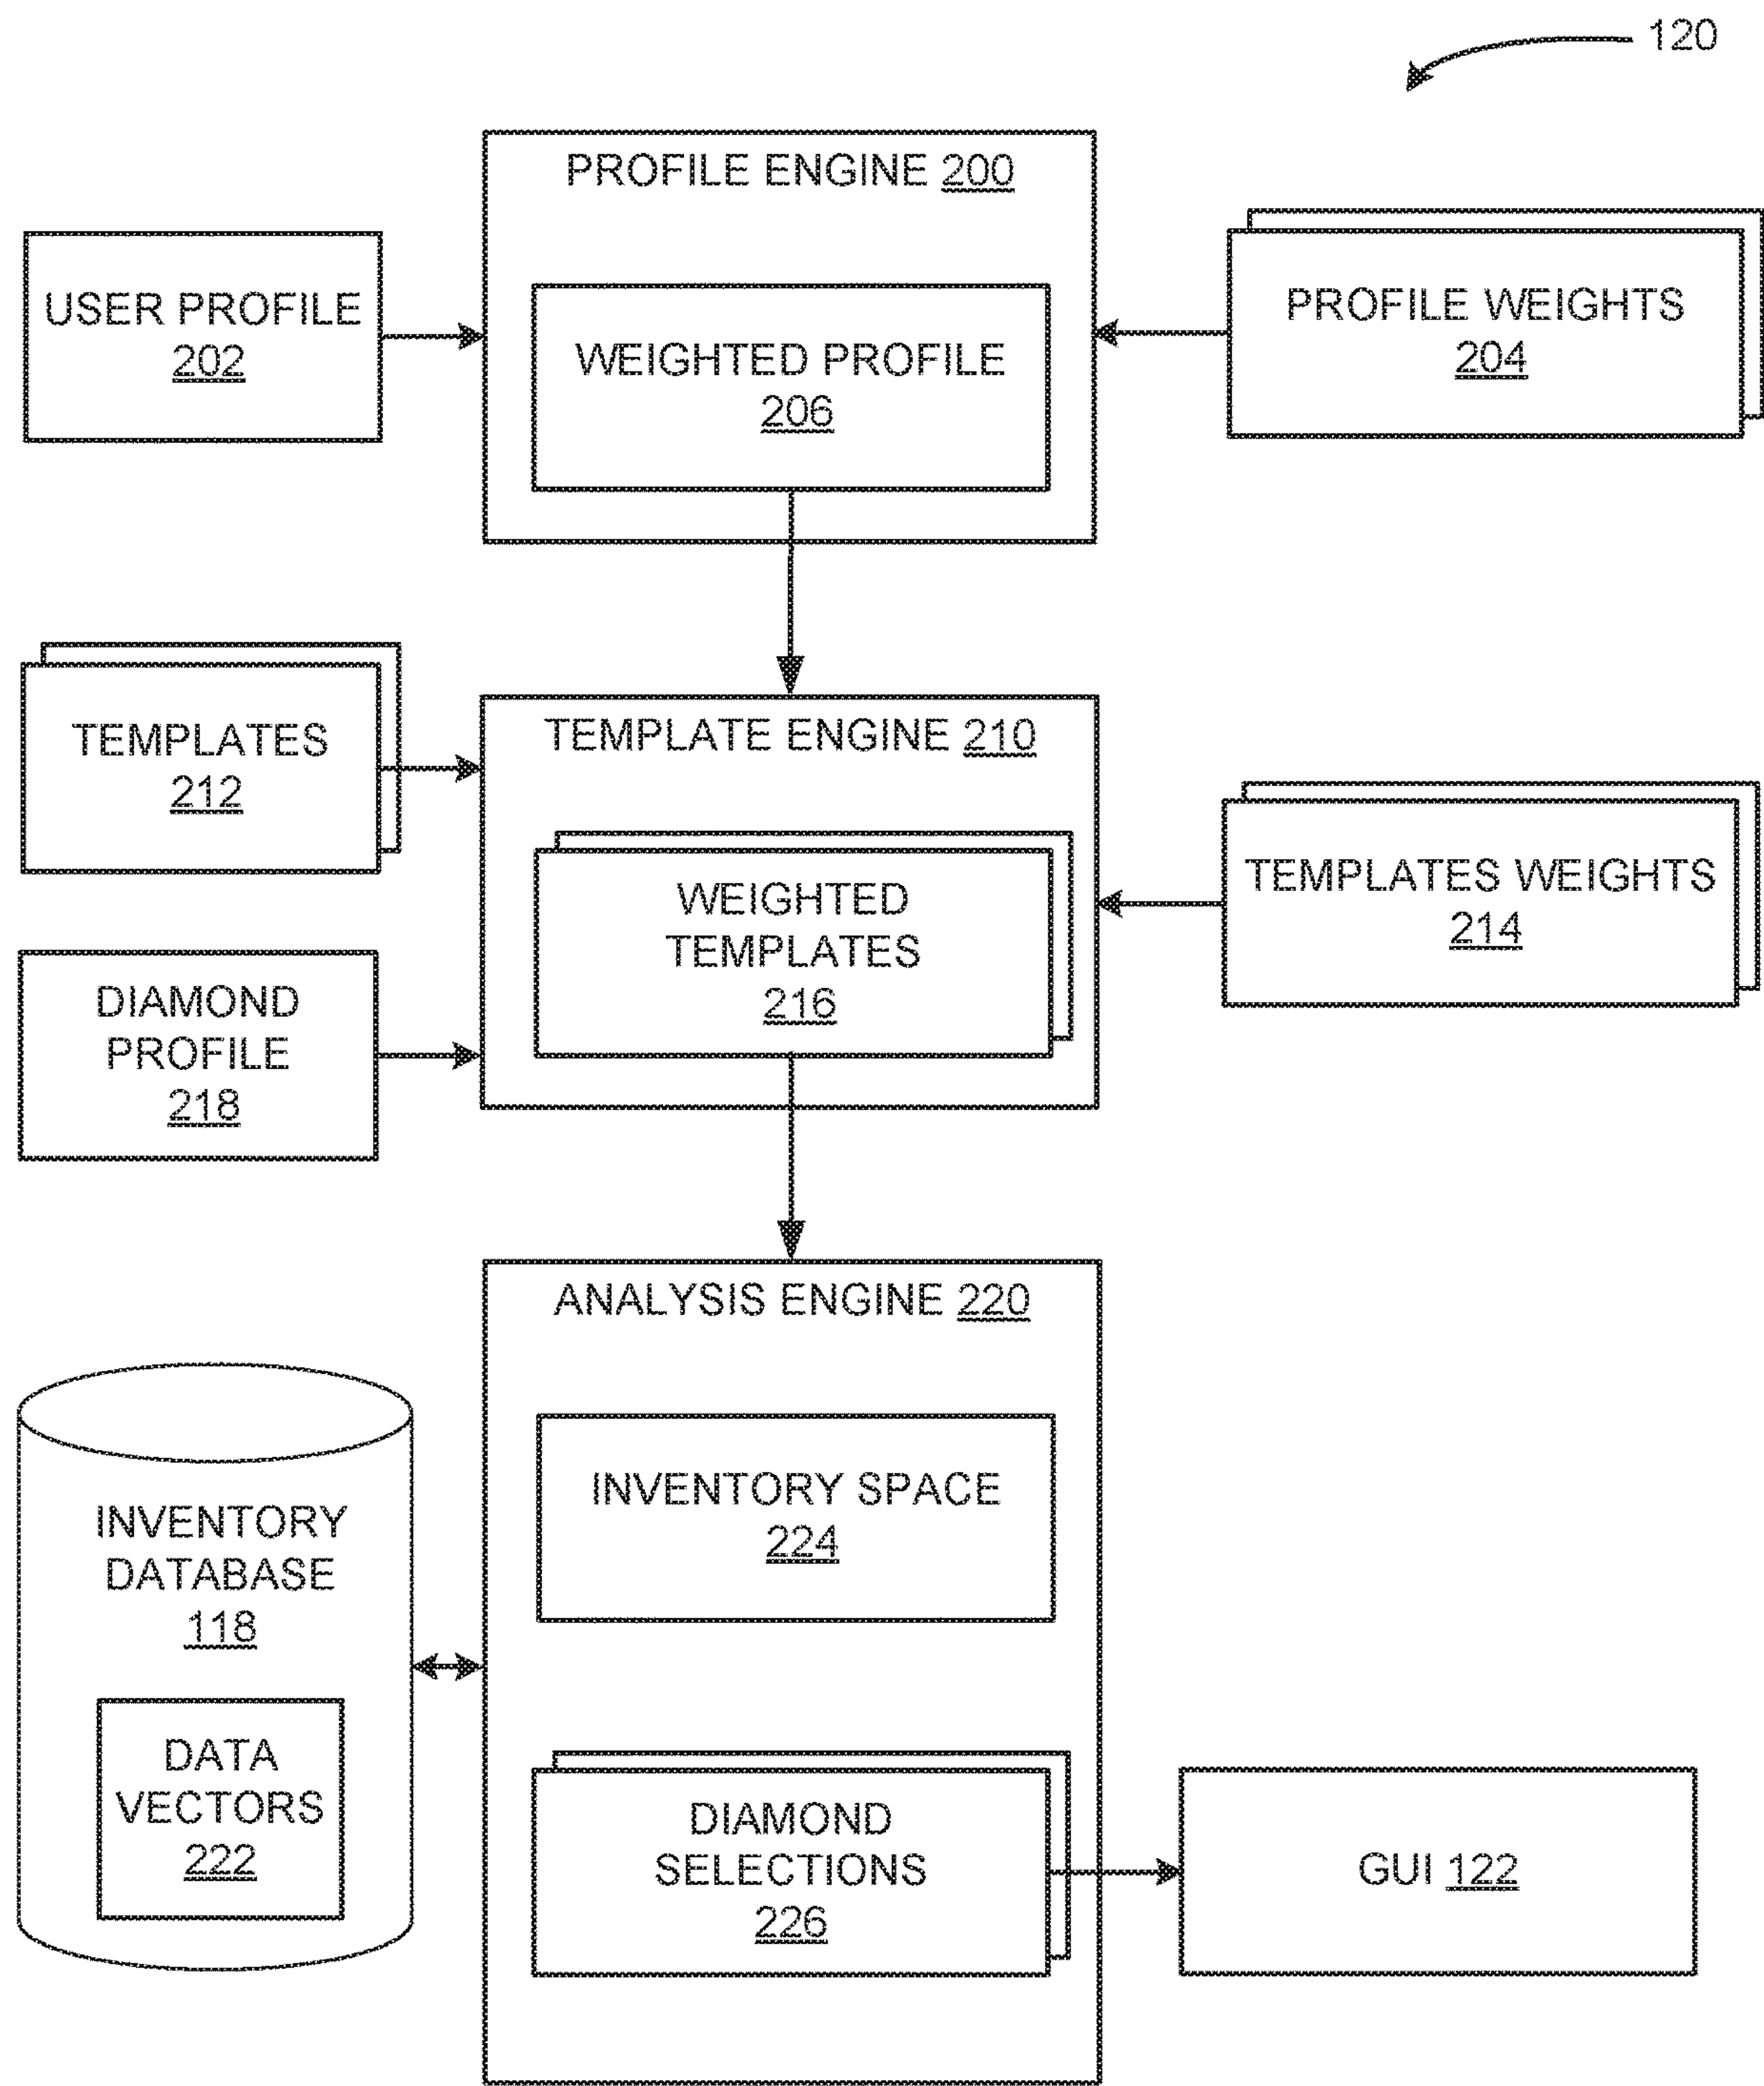 120
PROFILE ENGINE 200
USER PROFILE
202
WEIGHTED PROFILE
206
PROFILE WEIGHTS
204
TEMPLATES
212
TEMPLATE ENGINE 210
WEIGHTED
TEMPLATES
216
TEMPLATES WEIGHTS
214
DIAMOND
PROFILE
218
ANALYSIS ENGINE 220
INVENTORY SPACE
224
INVENTORY
DATABASE
118
DATA
VECTORS
222
DIAMOND
SELECTIONS
226
GUI 122